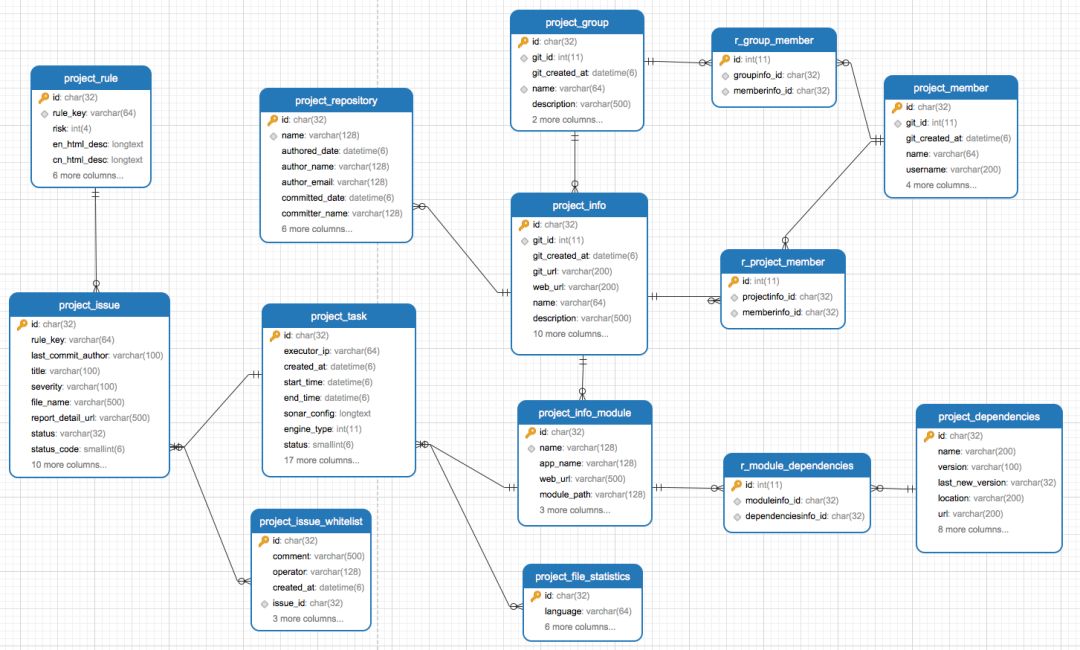 project_rule
id: char(32)
rule_key: varchar(64)
risk: int(4)
en_html_desc: longtext
cn_html_desc: longtext
6 more columns...
project_repository
id: char(32)
name: varchar(128)
authored_date: datetime(6)
author_name: varchar(128)
author_email: varchar(128)
committed_date: datetime(6)
committer_name: varchar(128)
6 more columns...
project_group
id: char(32)
git_id: int(11)
git_created_at: datetime(6)
name: varchar(64)
description: varchar(500)
2 more columns...
r_group_member
id: int(11)
groupinfo_id: char(32)
memberinfo_id: char(32)
project_member
id: char(32)
git_id: int(11)
git_created_at: datetime(6)
name: varchar(64)
username: varchar(200)
4 more columns...
project_info
id: char(32)
git_id: int(11)
git_created_at: datetime(6)
git_url: varchar(200)
web_url: varchar(200)
name: varchar(64)
description: varchar(500)
10 more columns...
r_project_member
id: int(11)
projectinfo_id: char(32)
memberinfo_id: char(32)
project_issue
id: char(32)
rule_key: varchar(64)
last_commit_author: varchar(100)
title: varchar(100)
severity: varchar(100)
file_name: varchar(500)
report_detail_url: varchar(500)
status: varchar(32)
status_code: smallint(6)
10 more columns...
project_task
id: char(32)
executor_ip: varchar(64)
created_at: datetime(6)
start_time: datetime(6)
end_time: datetime(6)
sonar_config: longtext
engine_type: int(11)
status: smallint(6)
17 more columns...
project_info_module
id: char(32)
name: varchar(128)
app_name: varchar(128)
web_url: varchar(500)
module_path: varchar(128)
3 more columns...
r_module_dependencies
id: int(11)
moduleinfo_id: char(32)
dependenciesinfo_id: char(32)
project_dependencies
id: char(32)
name: varchar(200)
version: varchar(100)
last_new_version: varchar(32)
location: varchar(200)
url: varchar(200)
8 more columns...
project_issue_whitelist
id: char(32)
comment: varchar(500)
operator: varchar(128)
created_at: datetime(6)
issue_id: char(32)
3 more columns...
project_file_statistics
id: char(32)
language: varchar(64)
6 more columns...